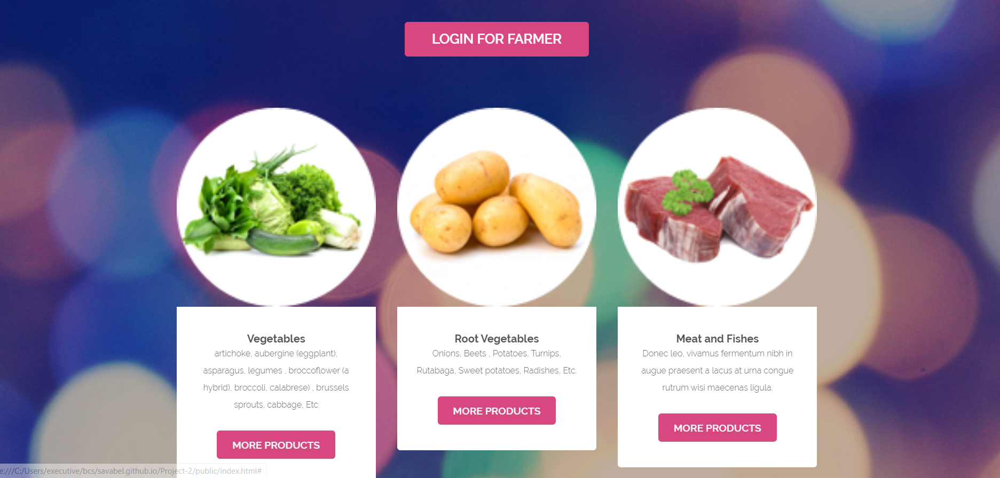 LOGIN FOR FARMER
Vegetables
artichoke, aubergine (eggplant),
asparagus, legumes , broccoflower (a
hybrid), broccoli, calabrese) , brussels
sprouts, cabbage, Etc
MORE PRODUCTS
Root Vegetables
Onions, Beets , Potatoes, Turnips,
Rutabaga, Sweet potatoes, Radishes, Etc.
MORE PRODUCTS
Meat and Fishes
Donec leo, vivamus fermentum nibh in
augue praesent a lacus at urna congue
rutrum wisi maecenas ligula.
MORE PRODUCTS
e:///C:/Users/executive/bcs/savabel.github.io/Project-2/public/index.html#